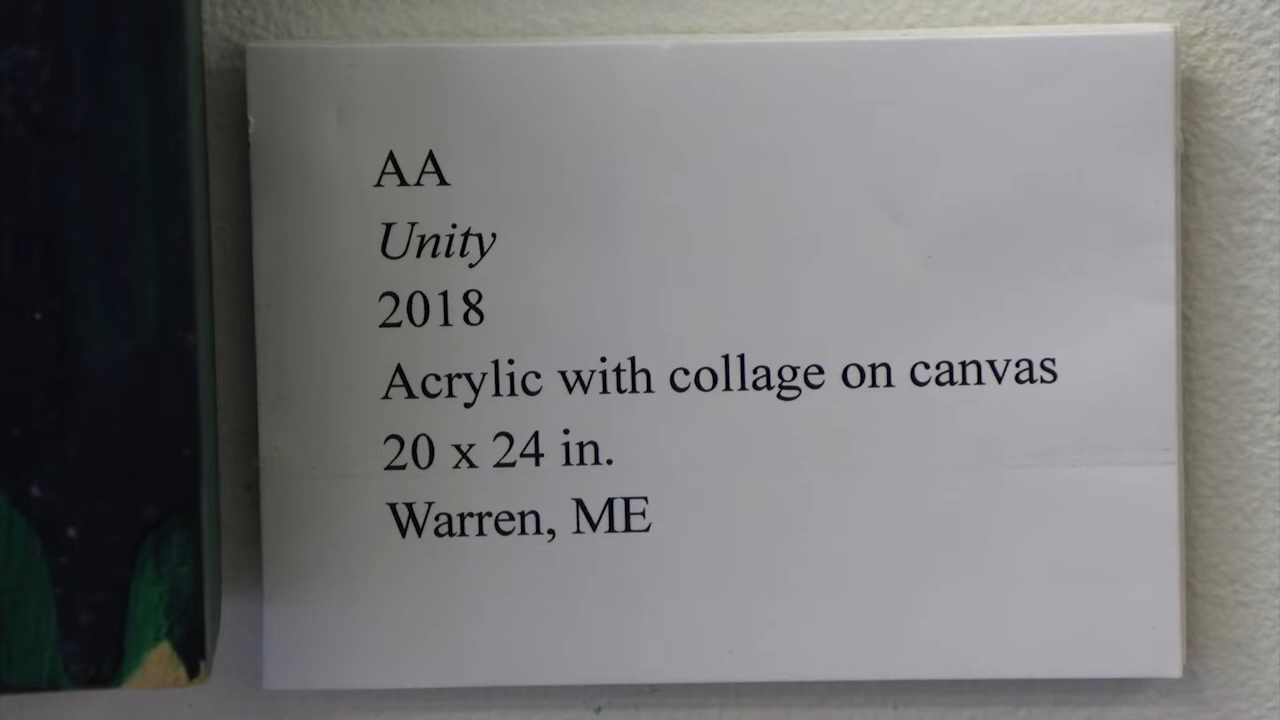 AA
Unity
2018
Acrylic with collage on canvas
20 x 24 in.
Warren, ME